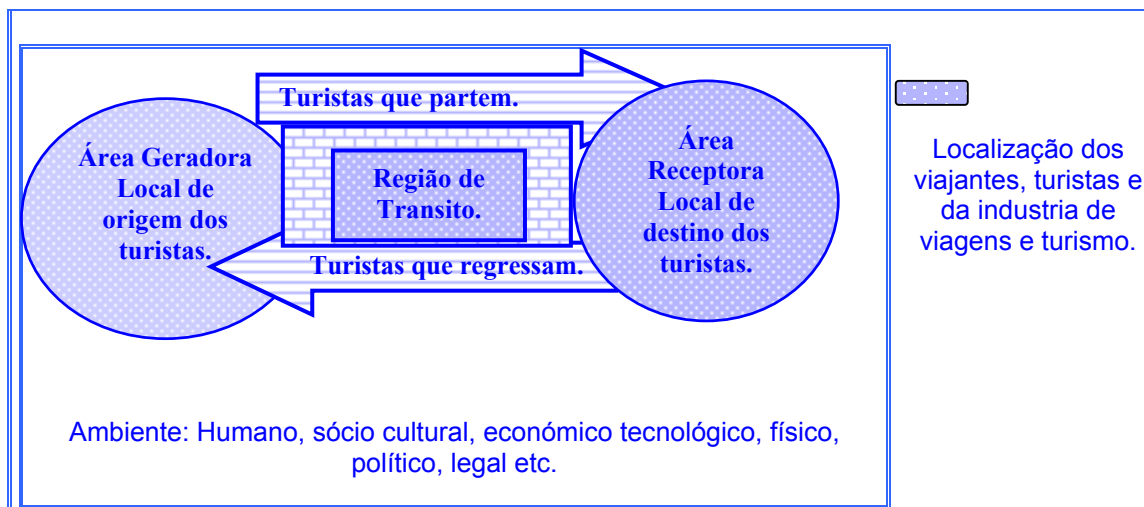 Turistas que partem.
Área Geradora
Local de
origem dos
turistas.
Região de
Transito.
Área
Receptora
Local de
destino dos
turistas.
Turistas que regressam.
Localização dos
viajantes, turistas e
da industria de
viagens e turismo.
Ambiente: Humano, sócio cultural, económico tecnológico, físico,
político, legal etc.